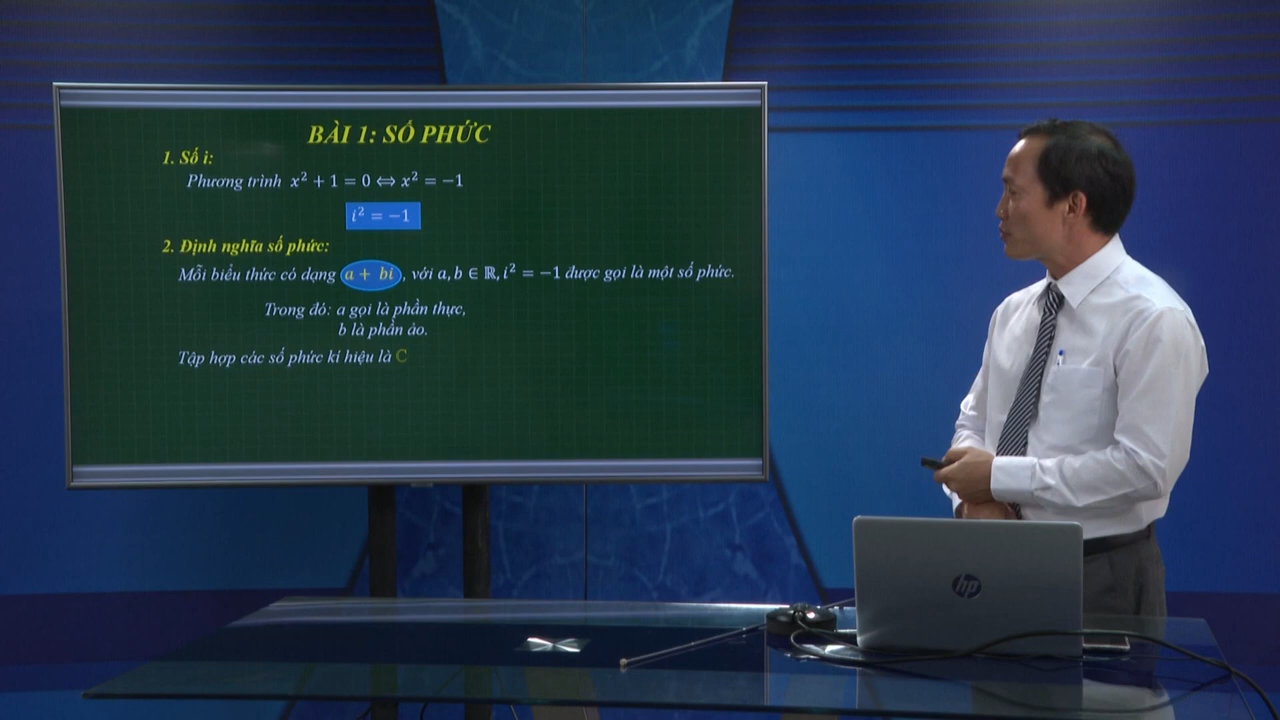 BÀI 1: SỐ PHỨC
1. Số i:
Phương trình x² + 1 = 0 ⟺ x² = −1
i² = −1
2. Định nghĩa số phức:
Mỗi biểu thức có dạng a + bi, với a, b ∈ ℝ, i² = −1 được gọi là một số phức.
Trong đó: a gọi là phần thực,
b là phần ảo.
Tập hợp các số phức kí hiệu là C
hp